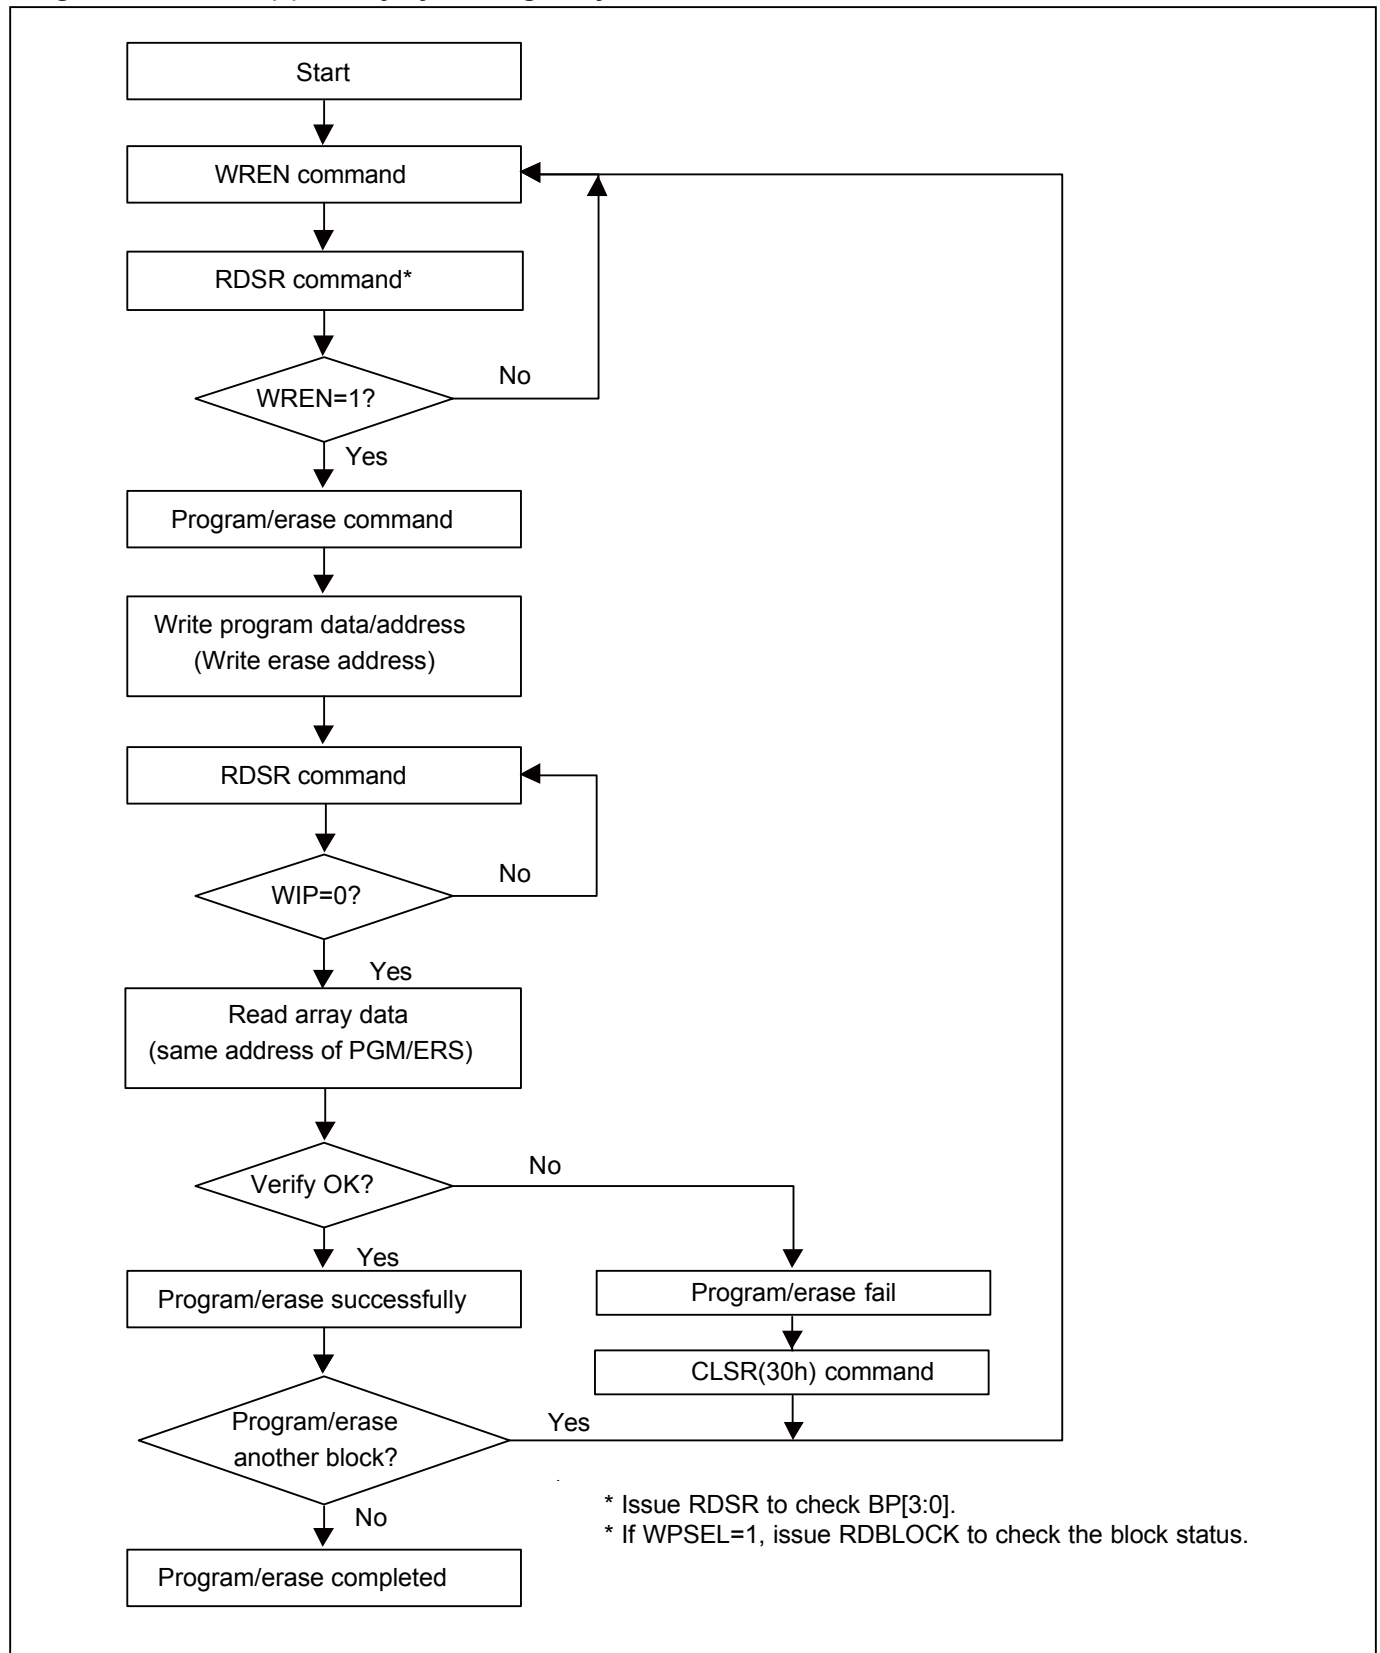 Start
WREN command
RDSR command*
WREN=1?
No
Yes
Program/erase command
Write program data/address
(Write erase address)
RDSR command
WIP=0?
No
Yes
Read array data
(same address of PGM/ERS)
Verify OK?
No
Yes
Program/erase successfully
Program/erase fail
CLSR(30h) command
Program/erase
another block?
Yes
* Issue RDSR to check BP[3:0].
* If WPSEL=1, issue RDBLOCK to check the block status.
No
Program/erase completed